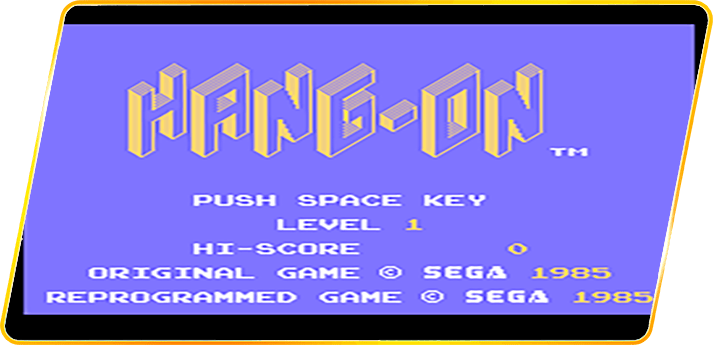 HANG-ON TM
PUSH SPACE KEY
LEVEL 1
HI-SCORE 0
ORIGINAL GAME © SEGA 1985
REPROGRAMMED GAME © SEGA 1985